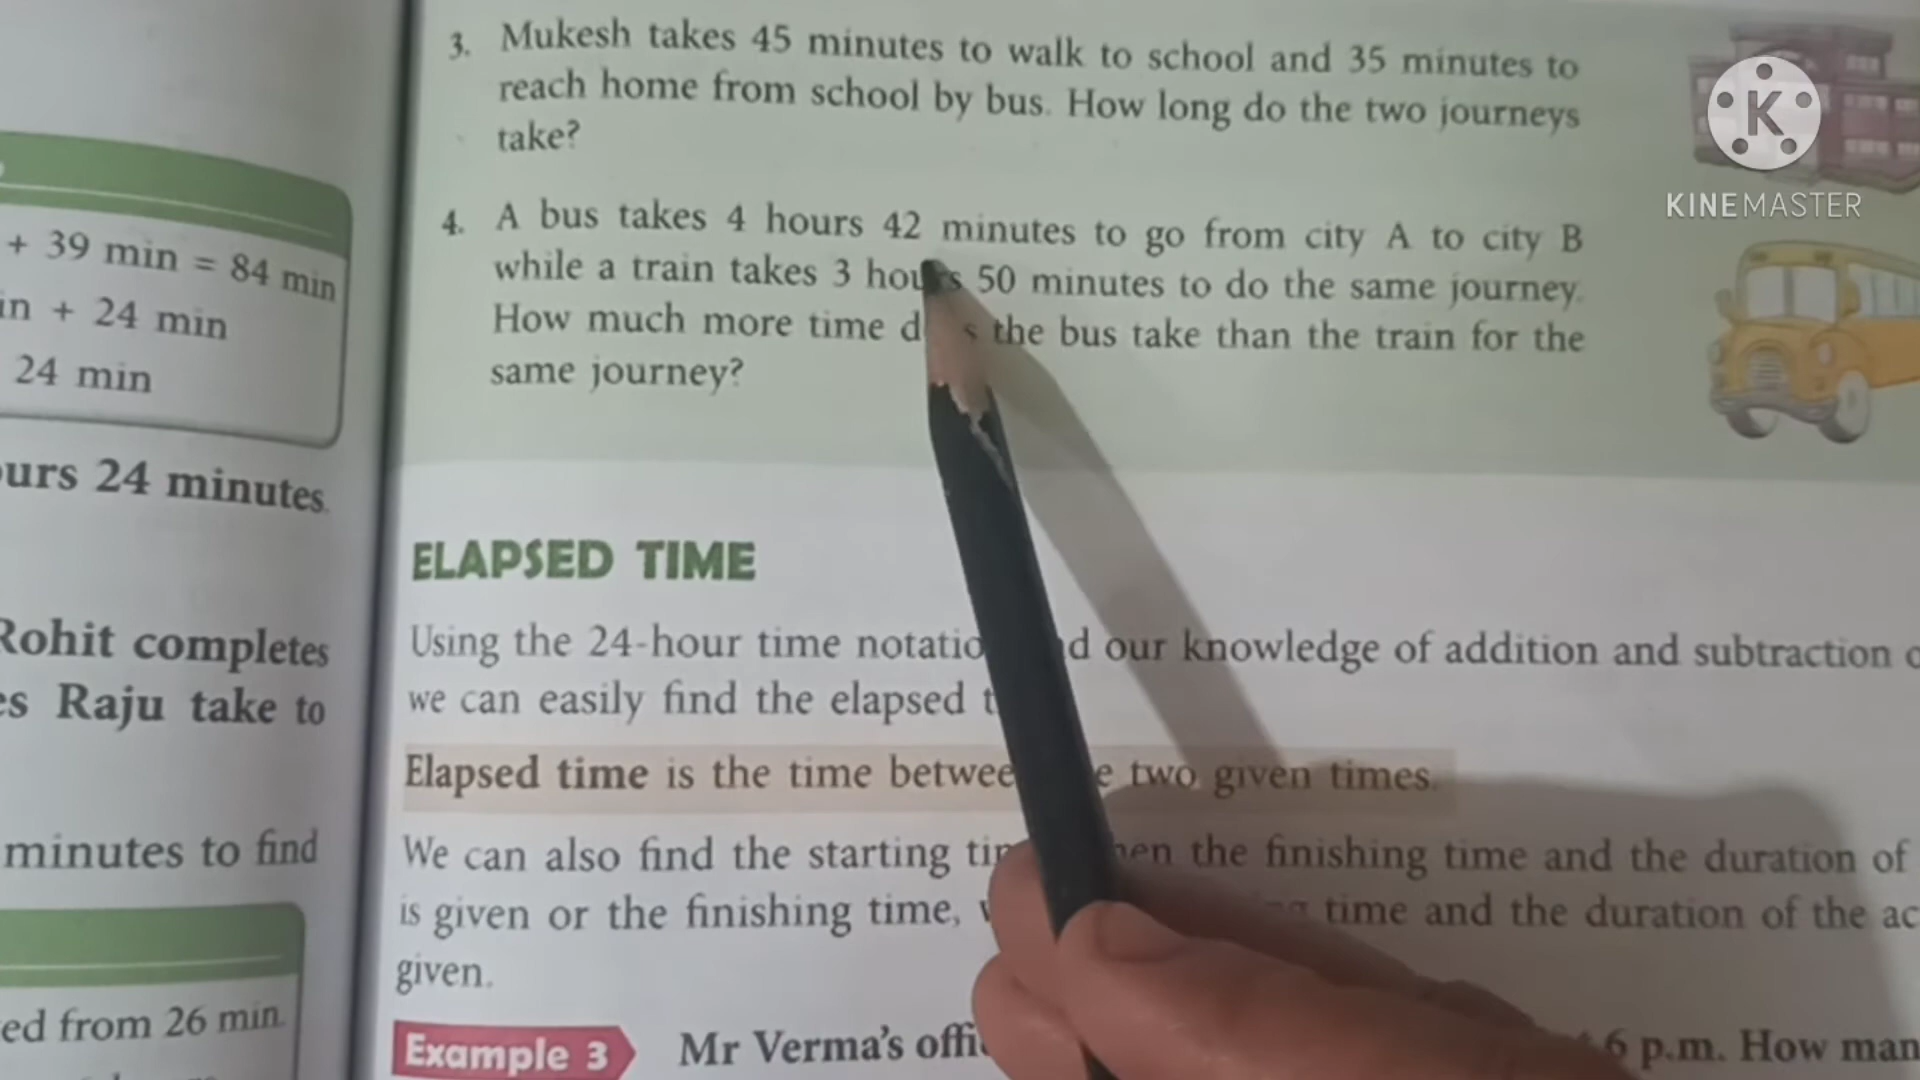 + 39 min = 84 min
in + 24 min
24 min
urs 24 minutes.
Rohit completes
es Raju take to
minutes to find
ed from 26 min.
3. Mukesh takes 45 minutes to walk to school and 35 minutes to
reach home from school by bus. How long do the two journeys
take?
4. A bus takes 4 hours 42 minutes to go from city A to city B
while a train takes 3 hours 50 minutes to do the same journey.
How much more time the bus take than the train for the
same journey?
ELAPSED TIME
Using the 24-hour time notatio d our knowledge of addition and subtraction o
we can easily find the elapsed t
Elapsed time is the time betwee e two given times.
We can also find the starting en the finishing time and the duration of
is given or the finishing time, time and the duration of the ac
given.
Example 3 Mr Verma's offi 6 p.m. How man
K
KINEMASTER